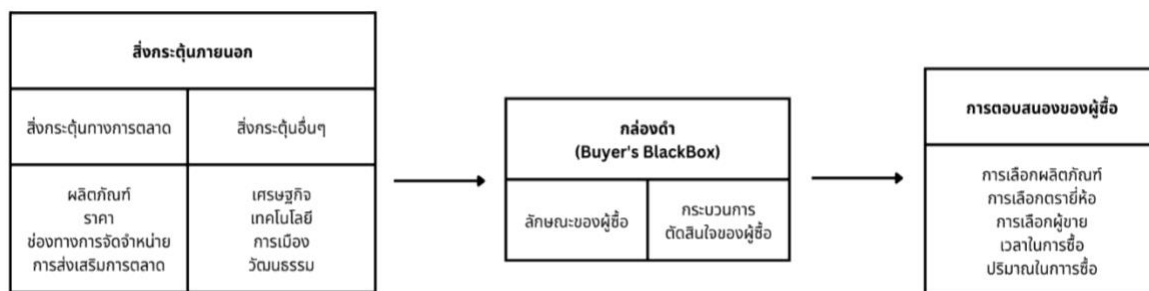 สิ่งกระตุ้นภายนอก
สิ่งกระตุ้นทางการตลาด
สิ่งกระตุ้นอื่นๆ
ผลิตภัณฑ์
ราคา
ช่องทางการจัดจำหน่าย
การส่งเสริมการตลาด
เศรษฐกิจ
เทคโนโลยี
การเมือง
วัฒนธรรม
กล่องดำ
(Buyer's BlackBox)
ลักษณะของผู้ซื้อ
กระบวนการ
ตัดสินใจของผู้ซื้อ
การตอบสนองของผู้ซื้อ
การเลือกผลิตภัณฑ์
การเลือกตรายี่ห้อ
การเลือกผู้ขาย
เวลาในการซื้อ
ปริมาณในกาารซื้อ